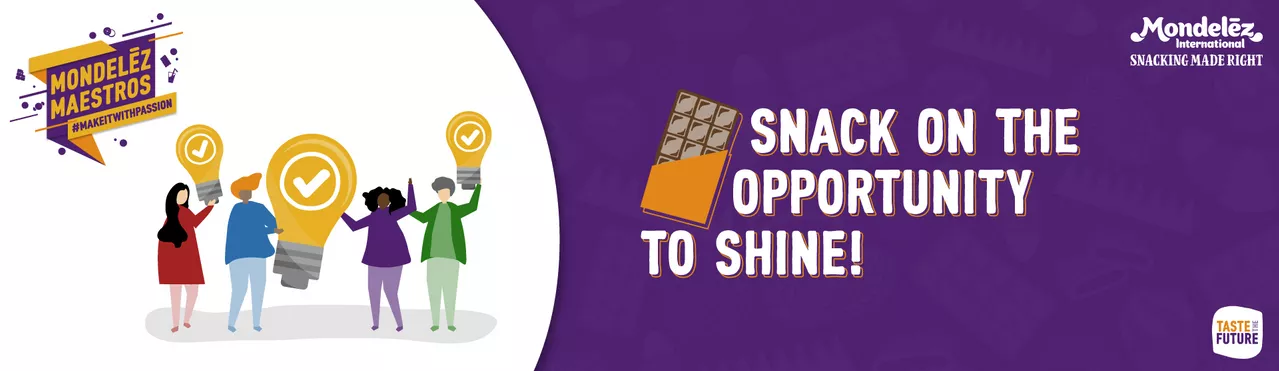 MONDELĒZ
MAESTROS
#MAKEITWITHPASSION
Mondelēz
International
SNACKING MADE RIGHT
SNACK ON THE
OPPORTUNITY
TO SHINE!
TASTE THE
FUTURE